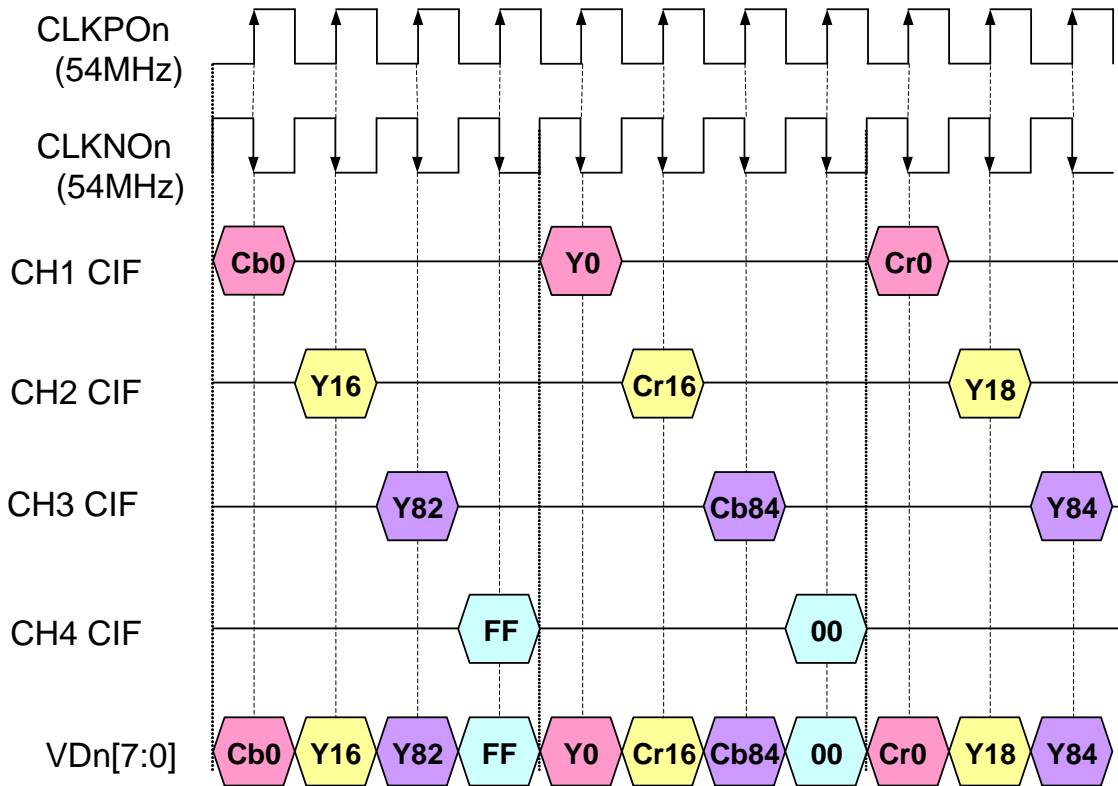 CLKPOn
(54MHz)
CLKNOn
(54MHz)
CH1 CIF
Cb0
Y0
Cr0
CH2 CIF
Y16
Cr16
Y18
CH3 CIF
Y82
Cb84
Y84
CH4 CIF
FF
00
VDn[7:0]
Cb0
Y16
Y82
FF
Y0
Cr16
Cb84
00
Cr0
Y18
Y84